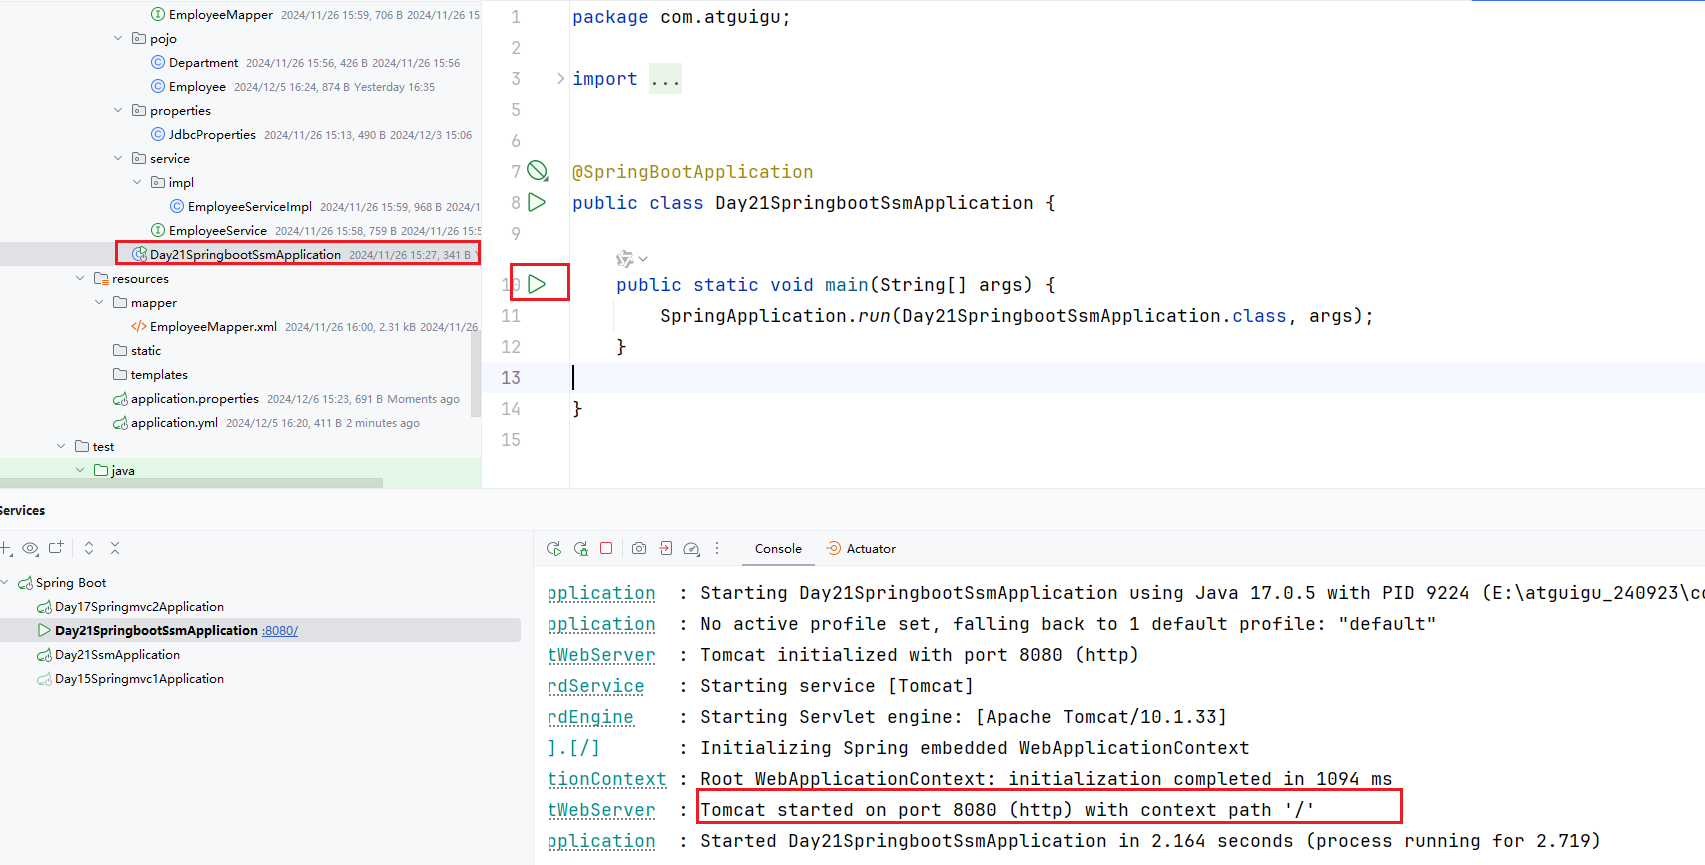 EmployeeMapper 2024/11/26 15:59, 706 B 2024/11/26 15
pojo
Department 2024/11/26 15:56, 426 B 2024/11/26 15:56
Employee 2024/12/5 16:24, 874 B Yesterday 16:35
properties
JdbcProperties 2024/11/26 15:13, 490 B 2024/12/3 15:06
service
impl
EmployeeServiceImpl 2024/11/26 15:59, 968 B 2024/1
EmployeeService 2024/11/26 15:58, 759 B 2024/11/26 15:5
Day21SpringbootSsmApplication 2024/11/26 15:27, 341 B
resources
mapper
EmployeeMapper.xml 2024/11/26 16:00, 2.31 kB 2024/11/26
static
templates
application.properties 2024/12/6 15:23, 691 B Moments ago
application.yml 2024/12/5 16:20, 411 B 2 minutes ago
test
java
1 package com.atguigu;
2
3 import ...
5
6
7 @SpringBootApplication
8 public class Day21SpringbootSsmApplication {
9
10 public static void main(String[] args) {
11 SpringApplication.run(Day21SpringbootSsmApplication.class, args);
12 }
13
14 }
15
Services
Spring Boot
Day17Springmvc2Application
Day21SpringbootSsmApplication :8080/
Day21SsmApplication
Day15Springmvc1Application
Console Actuator
pplication : Starting Day21SpringbootSsmApplication using Java 17.0.5 with PID 9224 (E:\atguigu_240923\co
pplication : No active profile set, falling back to 1 default profile: "default"
tWebServer : Tomcat initialized with port 8080 (http)
rdService : Starting service [Tomcat]
rdEngine : Starting Servlet engine: [Apache Tomcat/10.1.33]
].[/] : Initializing Spring embedded WebApplicationContext
tionContext : Root WebApplicationContext: initialization completed in 1094 ms
tWebServer : Tomcat started on port 8080 (http) with context path '/'
pplication : Started Day21SpringbootSsmApplication in 2.164 seconds (process running for 2.719)